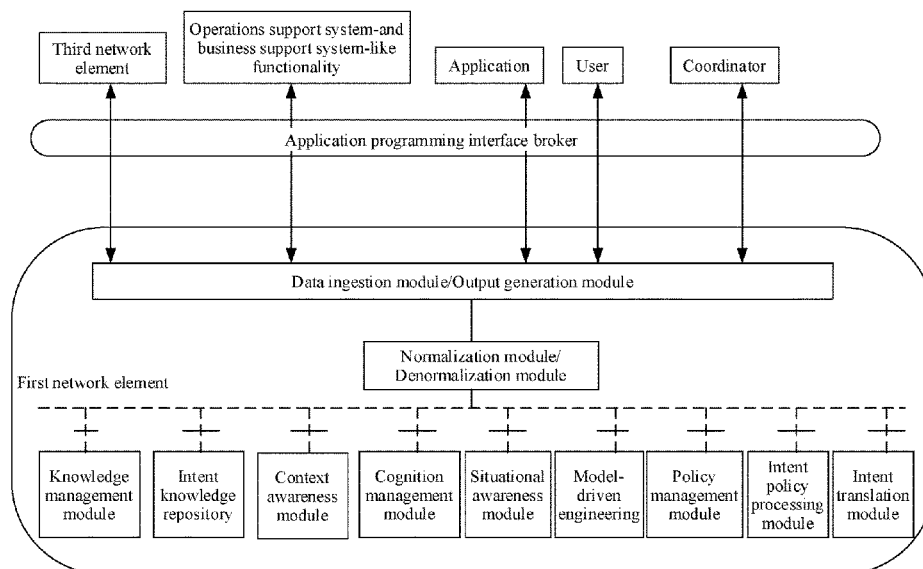 Third network
element
Operations support system-and
business support system-like
functionality
Application
User
Coordinator
Application programming interface broker
Data ingestion module/Output generation module
Normalization module/
Denormalization module
First network element
Knowledge
management
module
Intent
knowledge
repository
Context
awareness
module
Cognition
management
module
Situational
awareness
module
Model-
driven
engineering
Policy
management
module
Intent
policy
processing
module
Intent
translation
module